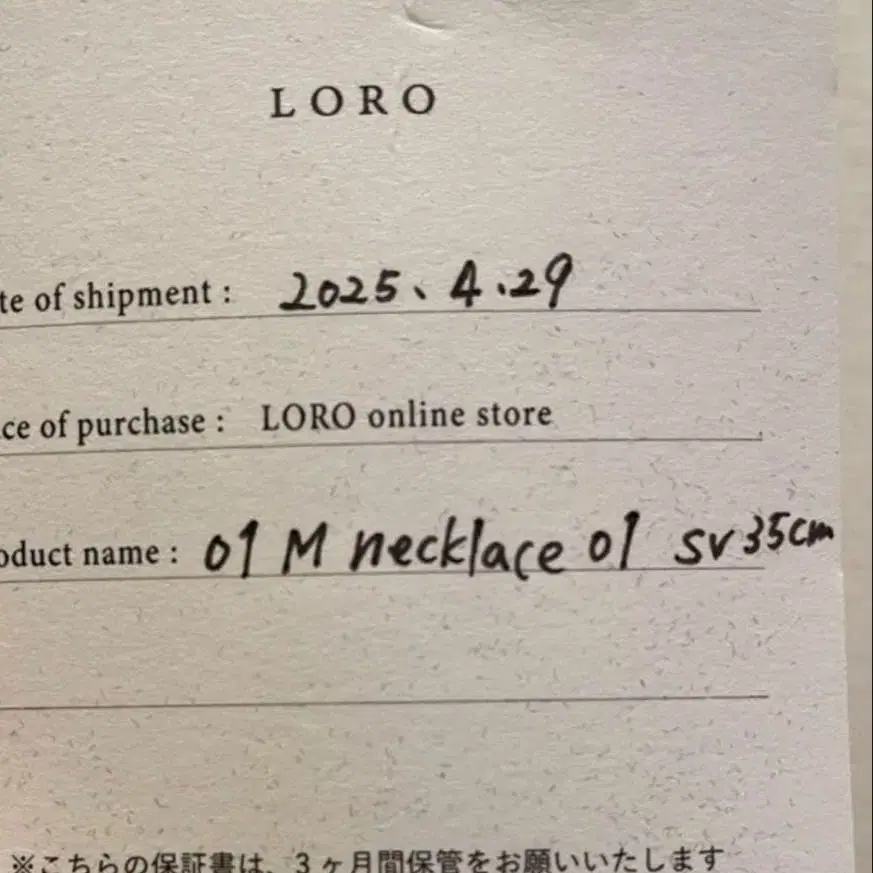 LORO
te of shipment : 2025、4.29
ce of purchase : LORO online store
oduct name : 01 M necklace 01 sv 35cm
※こちらの保証書は、3ヶ月間保管をお願いいたします